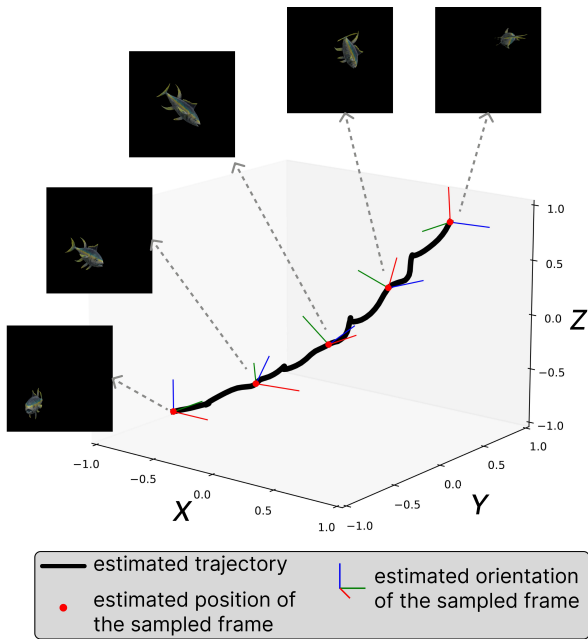 1.0
0.5
0.0
−0.5
−1.0
Z
−1.0
−0.5
0.0
0.5
1.0
X
−1.0
−0.5
0.0
0.5
1.0
Y
estimated trajectory
estimated position of
the sampled frame
estimated orientation
of the sampled frame